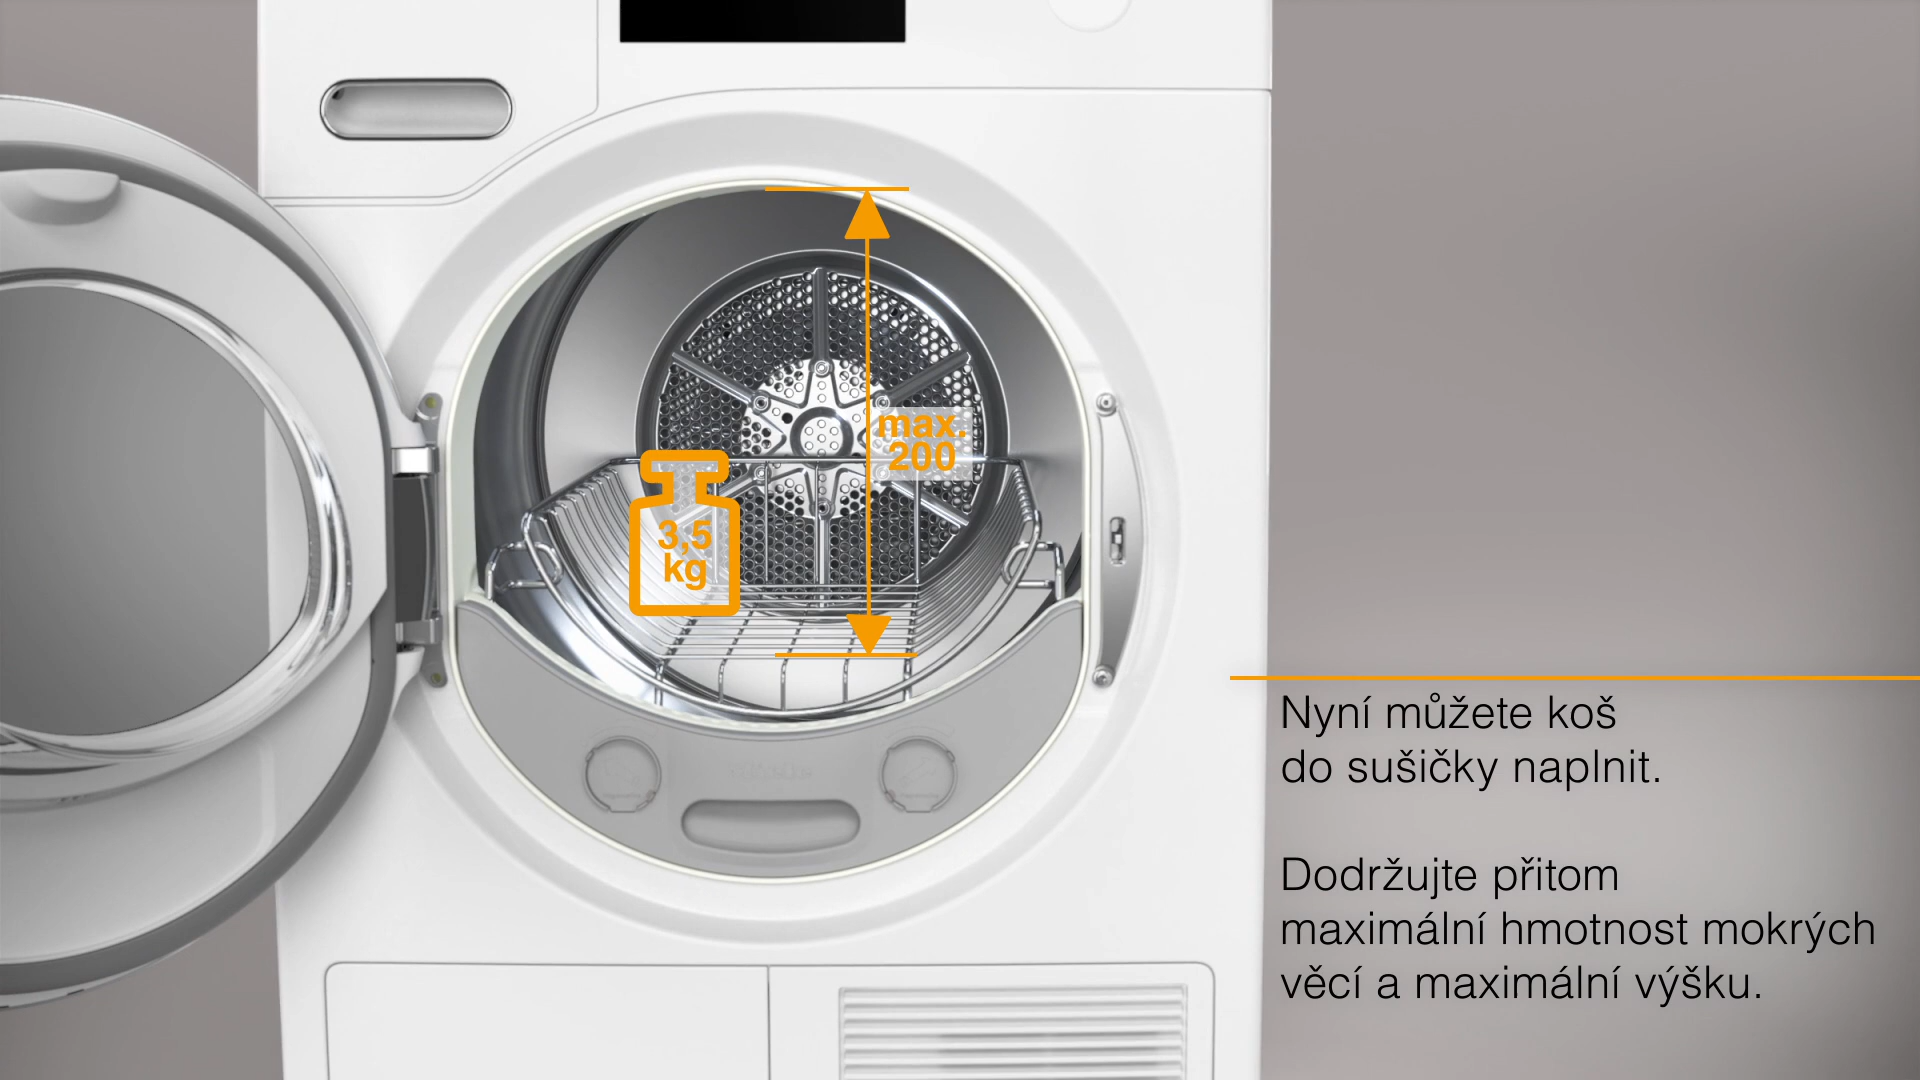 max.
200
3,5
kg
Nyní můžete koš
do sušičky naplnit.
Dodržujte přitom
maximální hmotnost mokrých
věcí a maximální výšku.